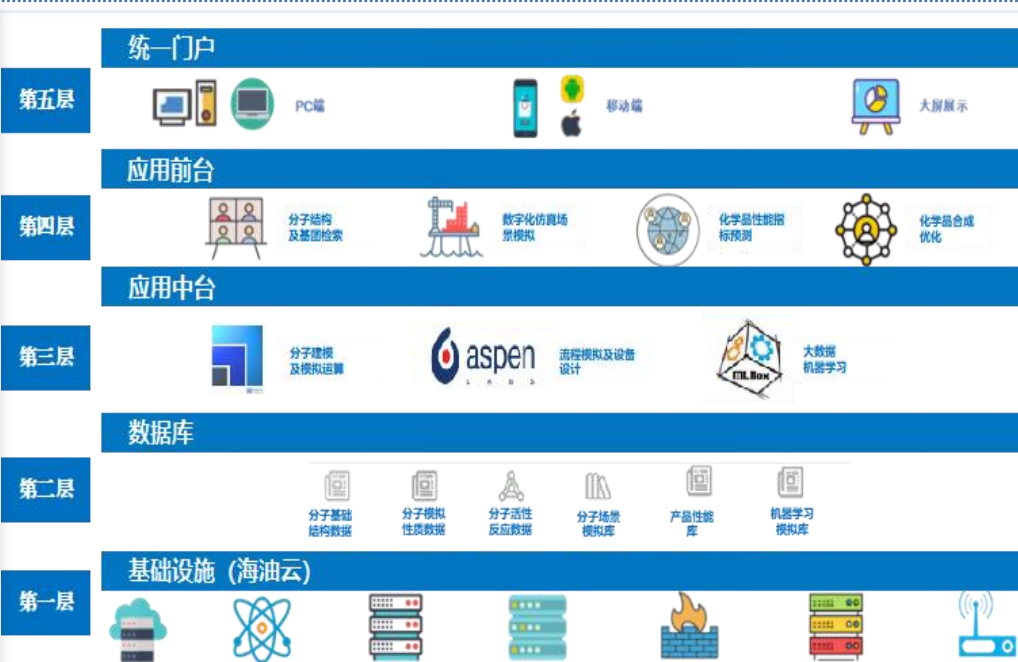 统一门户
第五层
PC端
移动端
大屏展示
应用前台
第四层
分子结构
及基团检索
数字化仿真场
景模拟
化学品性能指
标预测
化学品合成
优化
应用中台
第三层
分子建模
及模拟运算
aspen
LABS
流程模拟及设备
设计
MLBox
大数据
机器学习
数据库
第二层
分子基础
结构数据
分子模拟
性质数据
分子活性
反应数据
分子场景
模拟库
产品性能
库
机器学习
模拟库
基础设施（海油云）
第一层